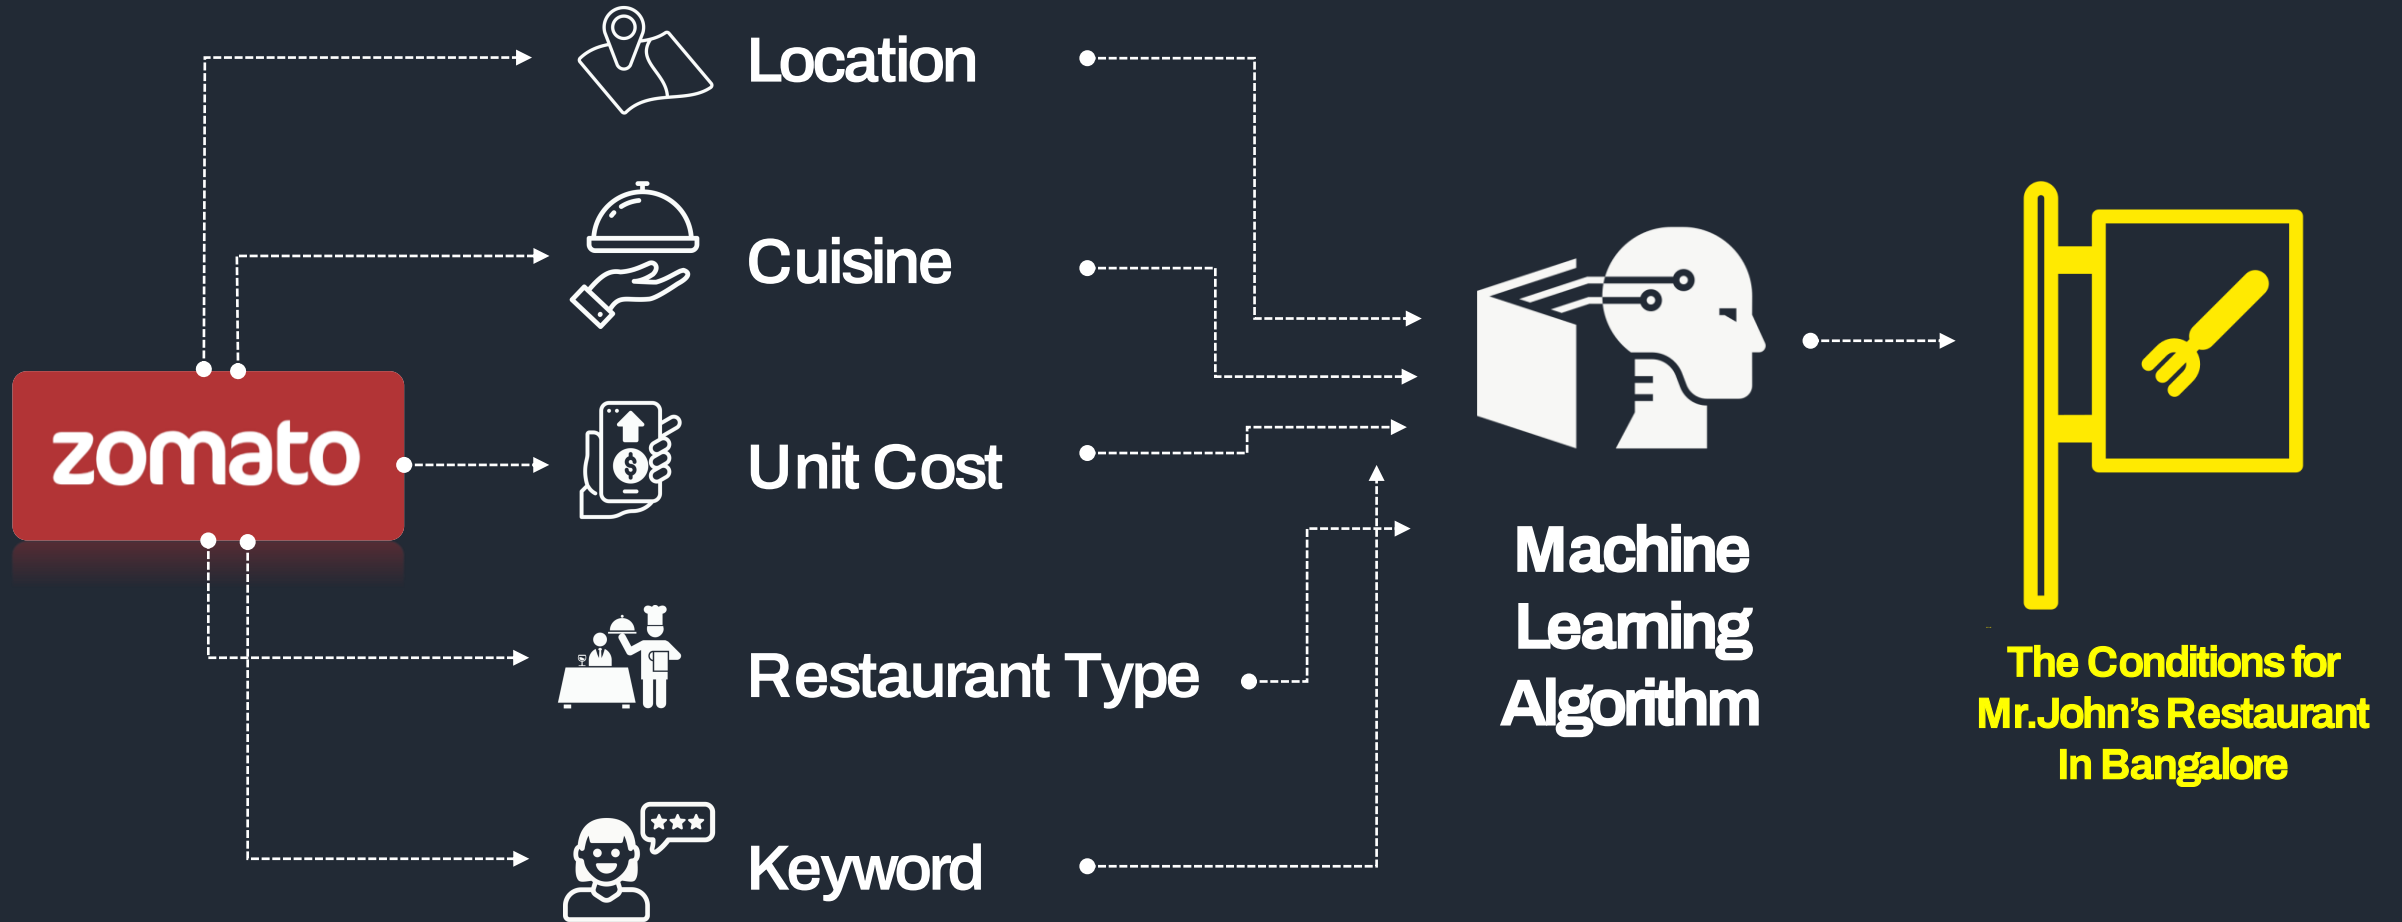 Location
Cuisine
zomato
Unit Cost
Restaurant Type
Keyword
Machine
Learning
Algorithm
The Conditions for
Mr.John’s Restaurant
In Bangalore